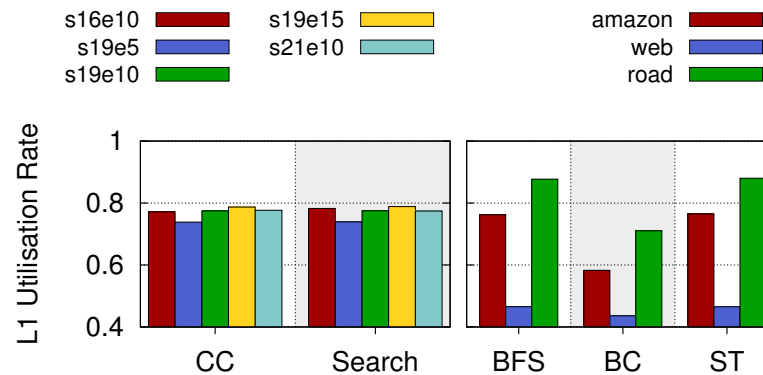 s16e10 s19e15 amazon
s19e5 s21e10 web
s19e10 road
L1 Utilisation Rate
1
0.8
0.6
0.4
CC Search BFS BC ST